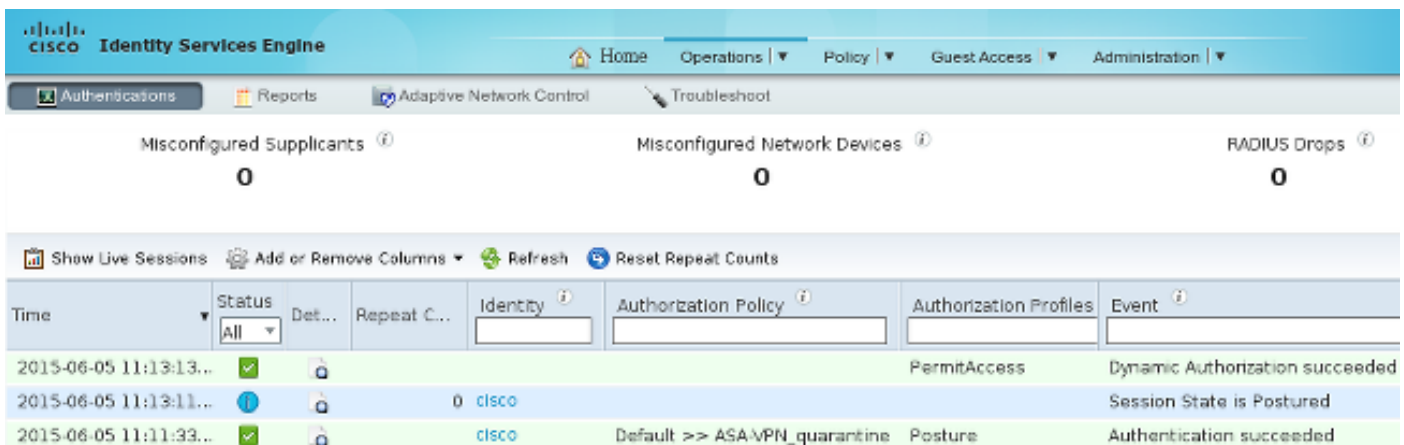 CISCO Identity Services Engine
Home Operations | ▼ Policy | ▼ Guest Access | ▼ Administration | ▼
Authentications Reports Adaptive Network Control Troubleshoot
Misconfigured Supplicants Misconfigured Network Devices RADIUS Drops
0 0 0
Show Live Sessions Add or Remove Columns ▼ Refresh Reset Repeat Counts
Time ▼ Status Det... Repeat C... Identity Authorization Policy Authorization Profiles Event
All ▼
2015-06-05 11:13:13... PermitAccess Dynamic Authorization succeeded
2015-06-05 11:13:11... 0 cisco Session State is Postured
2015-06-05 11:11:33... cisco Default >> ASA-VPN_quarantine Posture Authentication succeeded